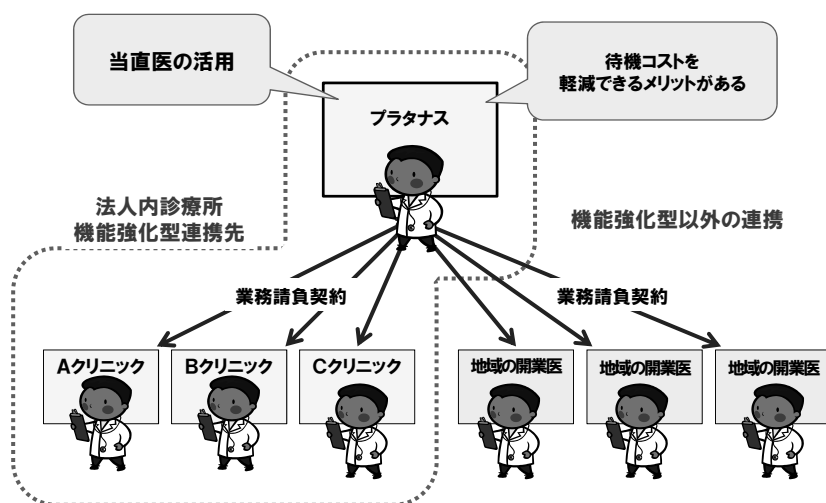 当直医の活用
待機コストを
軽減できるメリットがある
プラタナス
法人内診療所
機能強化型連携先
機能強化型以外の連携
業務請負契約
業務請負契約
Aクリニック
Bクリニック
Cクリニック
地域の開業医
地域の開業医
地域の開業医